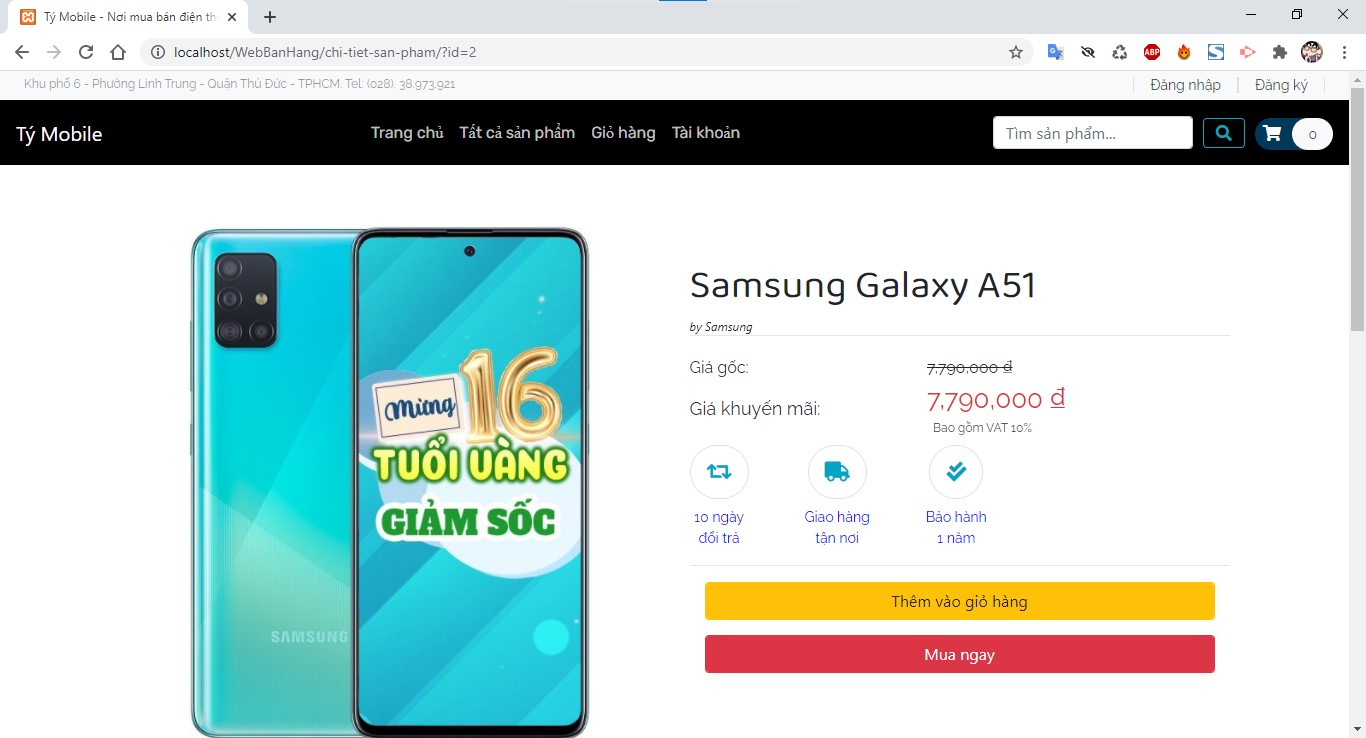 Tý Mobile - Nơi mua bán điện th
localhost/WebBanHang/chi-tiet-san-pham/?id=2
ABP
Khu phố 6 - Phường Linh Trung - Quận Thủ Đức - TPHCM. Tel: (028). 38.973.921
Đăng nhập
Đăng ký
Tý Mobile
Trang chủ
Tất cả sản phẩm
Giỏ hàng
Tài khoản
Tìm sản phẩm...
0
Samsung Galaxy A51
by Samsung
Giá gốc:
7,790,000 ₫
Giá khuyến mãi:
7,790,000 ₫
Bao gồm VAT 10%
Mừng 16
TUỔI VÀNG
GIẢM SỐC
SAMSUNG
10 ngày
đổi trả
Giao hàng
tận nơi
Bảo hành
1 năm
Thêm vào giỏ hàng
Mua ngay